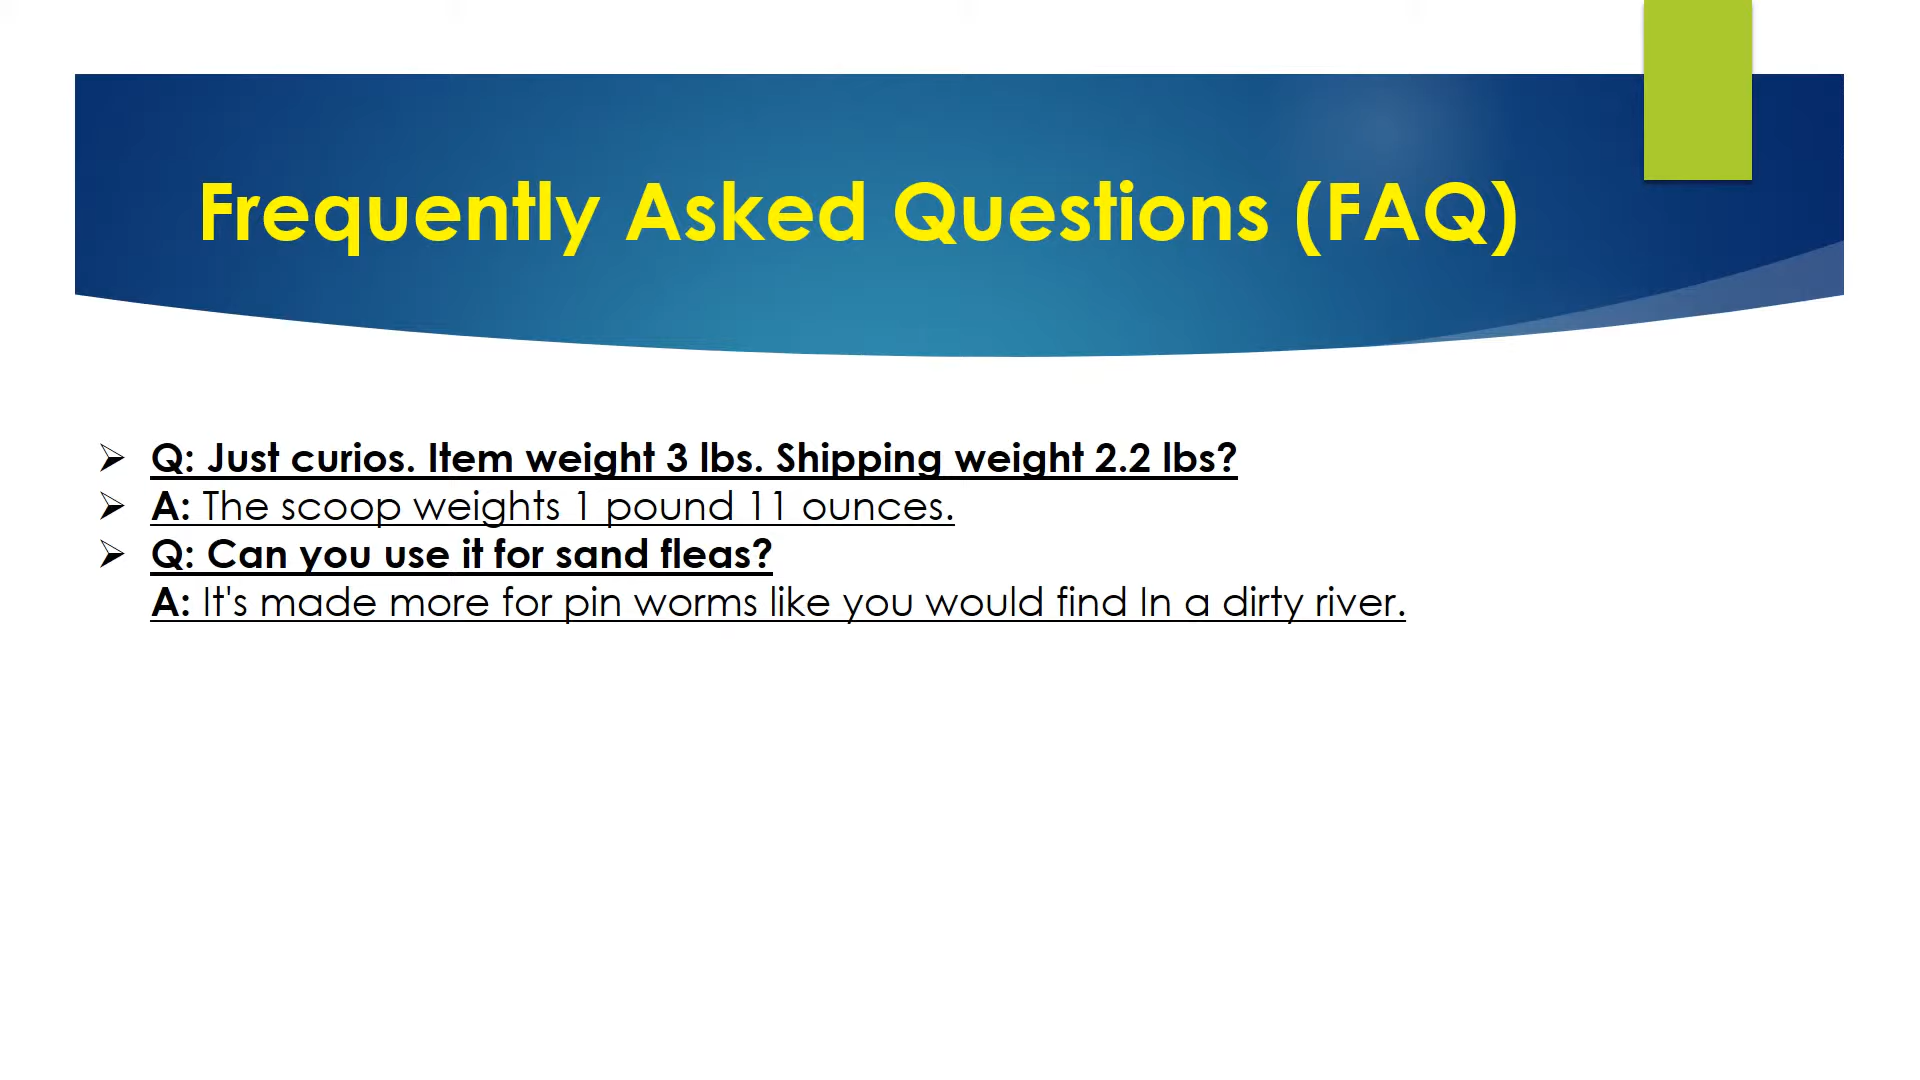 Frequently Asked Questions (FAQ)
Q: Just curios. Item weight 3 lbs. Shipping weight 2.2 lbs?
A: The scoop weights 1 pound 11 ounces.
Q: Can you use it for sand fleas?
A: It's made more for pin worms like you would find In a dirty river.